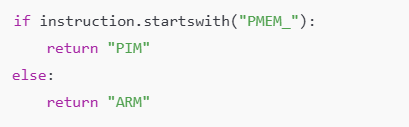 if instruction.startswith("PMEM_"):
    return "PIM"
else:
    return "ARM"